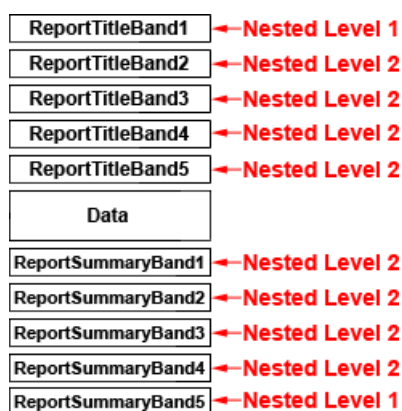 ReportTitleBand1 Nested Level 1
ReportTitleBand2 Nested Level 2
ReportTitleBand3 Nested Level 2
ReportTitleBand4 Nested Level 2
ReportTitleBand5 Nested Level 2
Data
ReportSummaryBand1 Nested Level 2
ReportSummaryBand2 Nested Level 2
ReportSummaryBand3 Nested Level 2
ReportSummaryBand4 Nested Level 2
ReportSummaryBand5 Nested Level 1